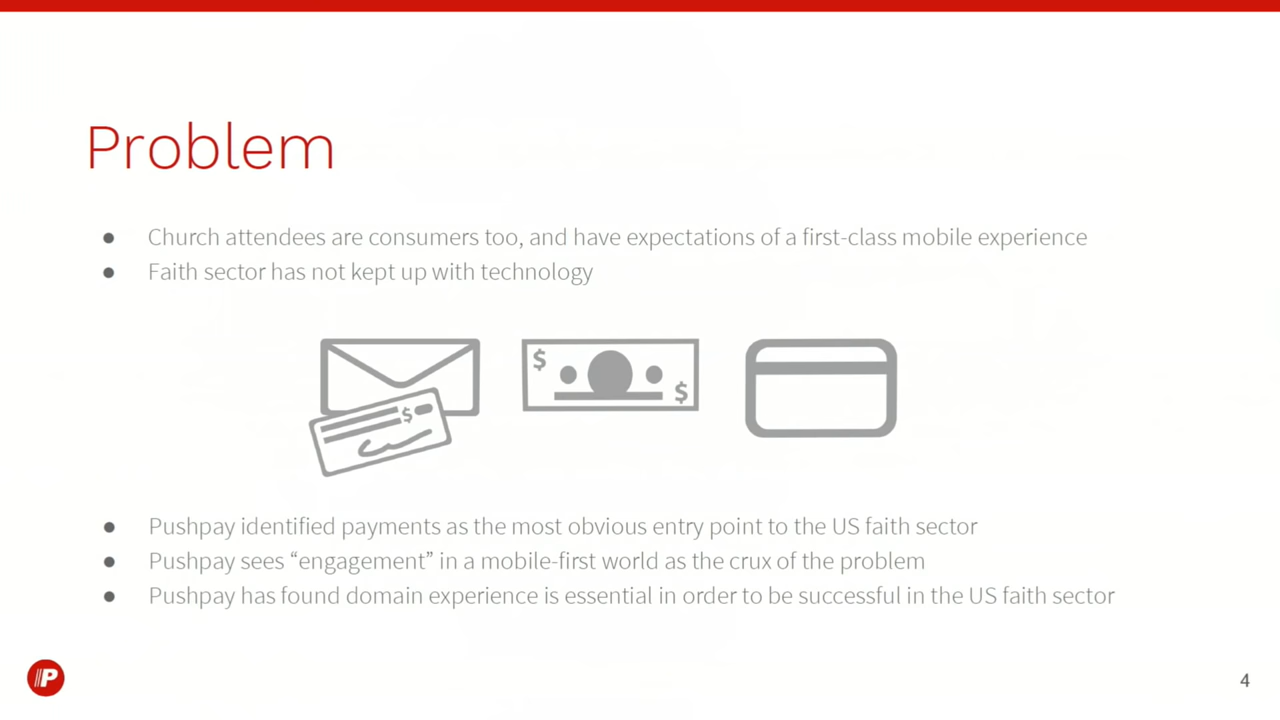 Problem
● Church attendees are consumers too, and have expectations of a first-class mobile experience
● Faith sector has not kept up with technology
$ $
$
● Pushpay identified payments as the most obvious entry point to the US faith sector
● Pushpay sees “engagement” in a mobile-first world as the crux of the problem
● Pushpay has found domain experience is essential in order to be successful in the US faith sector
P
4